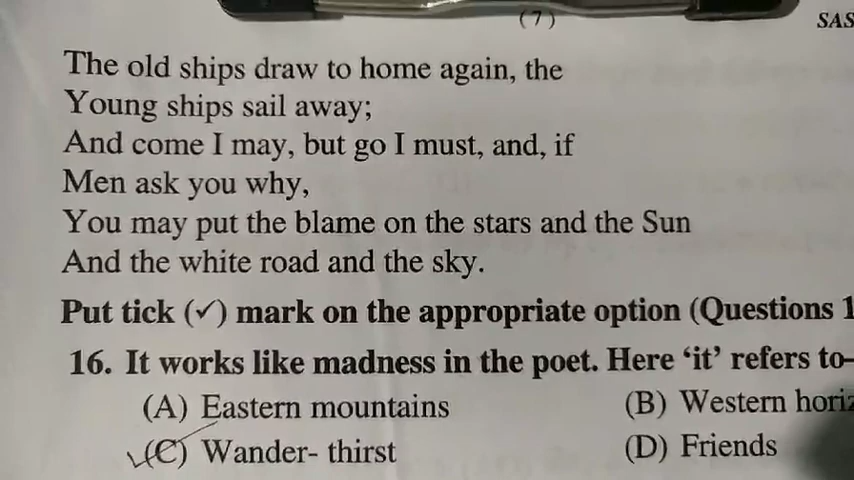 (7)
SAS
The old ships draw to home again, the
Young ships sail away;
And come I may, but go I must, and, if
Men ask you why,
You may put the blame on the stars and the Sun
And the white road and the sky.
Put tick (✓) mark on the appropriate option (Questions 1
16. It works like madness in the poet. Here ‘it’ refers to–
(A) Eastern mountains
(B) Western horiz
(C) Wander- thirst
(D) Friends